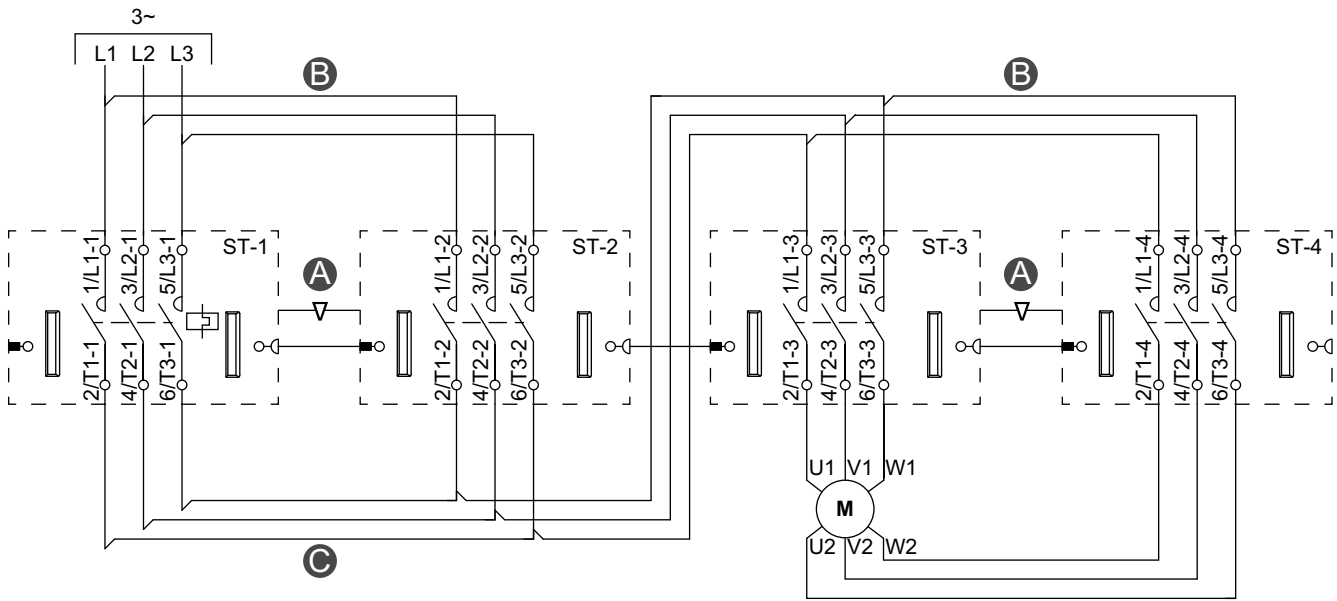 3~
L1 L2 L3
B
B
1/L1-1
3/L2-1
5/L3-1
ST-1
A
1/L1-2
3/L2-2
5/L3-2
ST-2
1/L1-3
3/L2-3
5/L3-3
ST-3
A
1/L1-4
3/L2-4
5/L3-4
ST-4
2/T1-1
4/T2-1
6/T3-1
2/T1-2
4/T2-2
6/T3-2
2/T1-3
4/T2-3
6/T3-3
2/T1-4
4/T2-4
6/T3-4
U1 V1 W1
M
U2 V2 W2
C